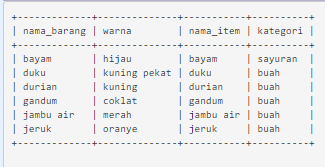 +-------------+--------------+-----------+----------+
| nama_barang | warna        | nama_item | kategori |
+-------------+--------------+-----------+----------+
| bayam       | hijau        | bayam     | sayuran  |
| duku        | kuning pekat | duku      | buah     |
| durian      | kuning       | durian    | buah     |
| gandum      | coklat       | gandum    | buah     |
| jambu air   | merah        | jambu air | buah     |
| jeruk       | oranye       | jeruk     | buah     |
+-------------+--------------+-----------+----------+